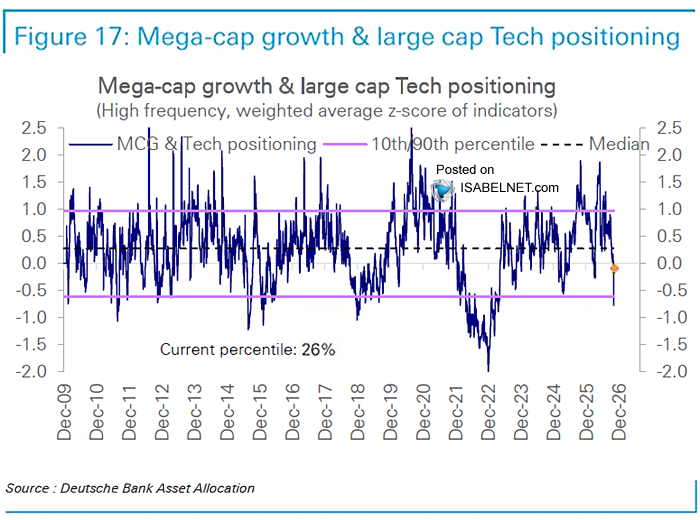 Figure 17: Mega-cap growth & large cap Tech positioning
Mega-cap growth & large cap Tech positioning
(High frequency, weighted average z-score of indicators)
MCG & Tech positioning
10th/90th percentile
Median
Posted on
ISABELNET.com
2.5
2.0
1.5
1.0
0.5
0.0
-0.5
-1.0
-1.5
-2.0
2.5
2.0
1.5
1.0
0.5
0.0
-0.5
-1.0
-1.5
-2.0
Current percentile: 26%
Dec-09
Dec-10
Dec-11
Dec-12
Dec-13
Dec-14
Dec-15
Dec-16
Dec-17
Dec-18
Dec-19
Dec-20
Dec-21
Dec-22
Dec-23
Dec-24
Dec-25
Dec-26
Source : Deutsche Bank Asset Allocation